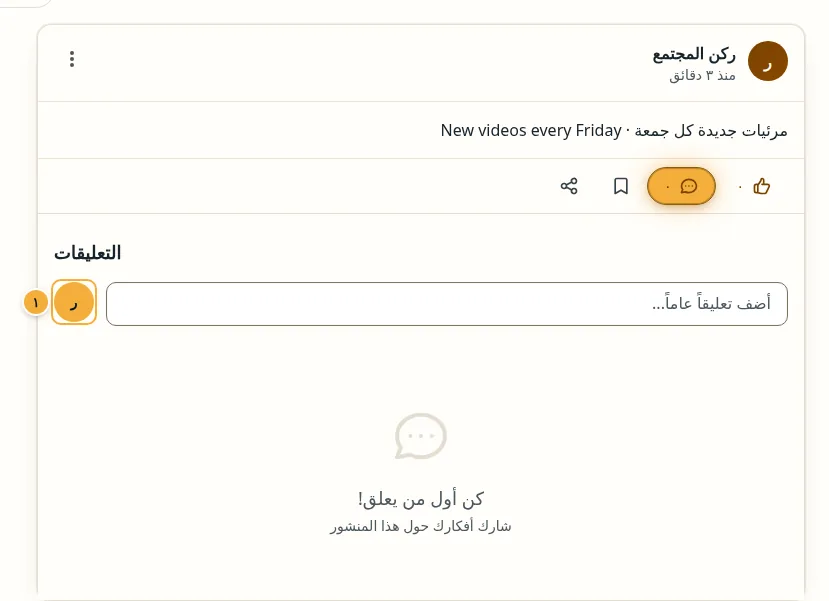 ر
ركن المجتمع
منذ ٣ دقائق
مرئيات جديدة كل جمعة · New videos every Friday
٠
٠
التعليقات
أضف تعليقاً عاماً...
ر
١
كن أول من يعلق!
شارك أفكارك حول هذا المنشور